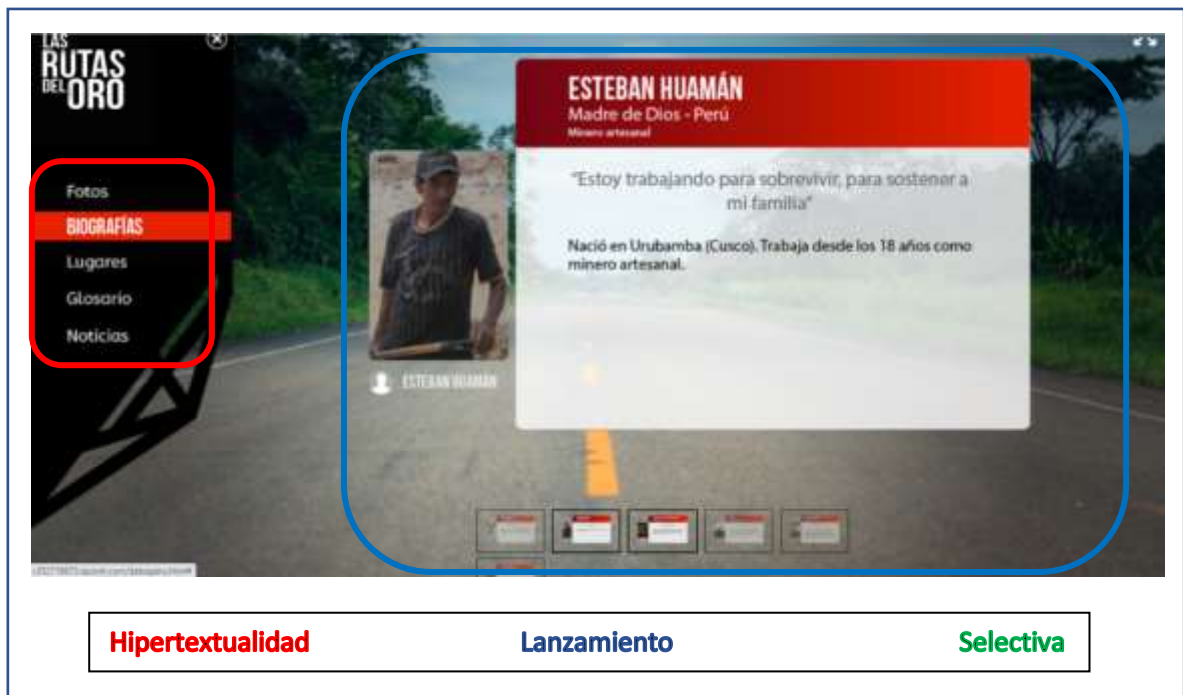 LAS
RUTAS
DEL ORO
Fotos
BIOGRAFÍAS
Lugares
Glosario
Noticias
ESTEBAN HUAMÁN
Madre de Dios - Perú
Minero artesanal
"Estoy trabajando para sobrevivir, para sostener a
mi familia"
Nació en Urubamba (Cusco). Trabaja desde los 18 años como
minero artesanal.
ESTEBAN HUAMÁN
Hipertextualidad Lanzamiento Selectiva